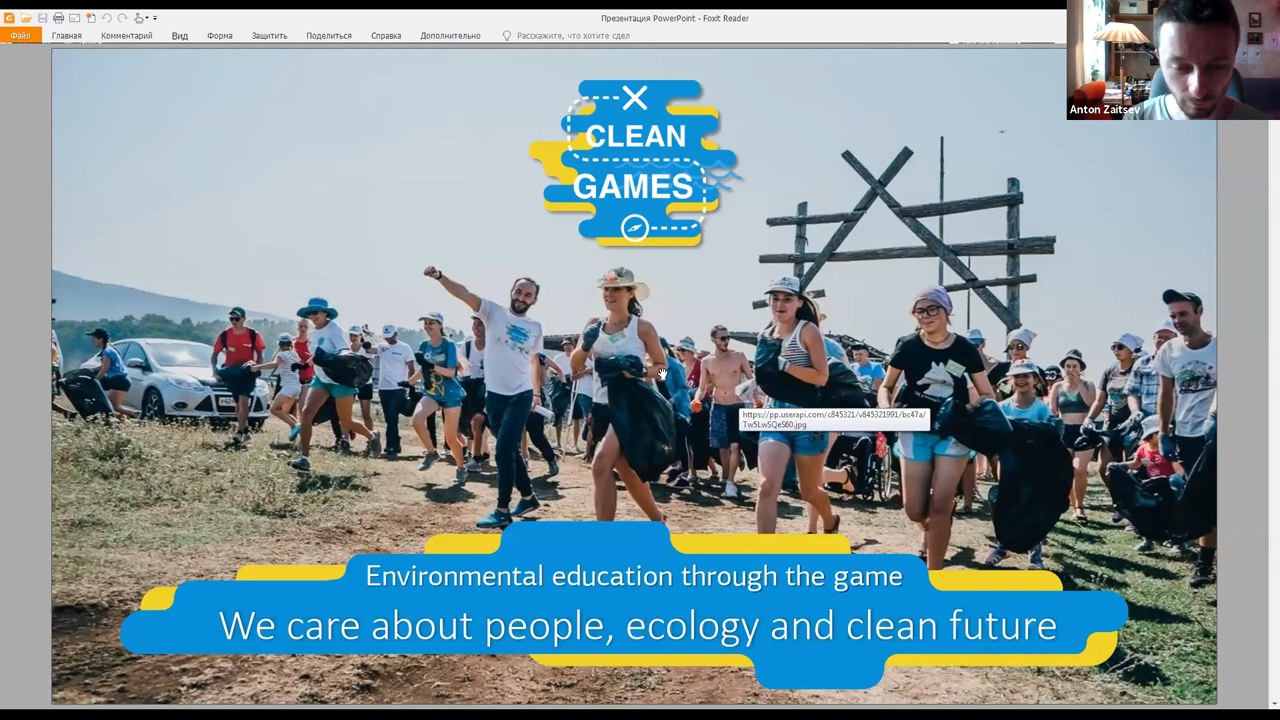 Презентация PowerPoint - Foxit Reader
Файл Главная Комментарий Вид Форма Защитить Поделиться Справка Дополнительно Расскажите, что хотите сделат
Anton Zaitsev
CLEAN
GAMES
https://pp.userapi.com/c845321/v845321991/bc47a/
Tw5LwSQeS60.jpg
Environmental education through the game
We care about people, ecology and clean future